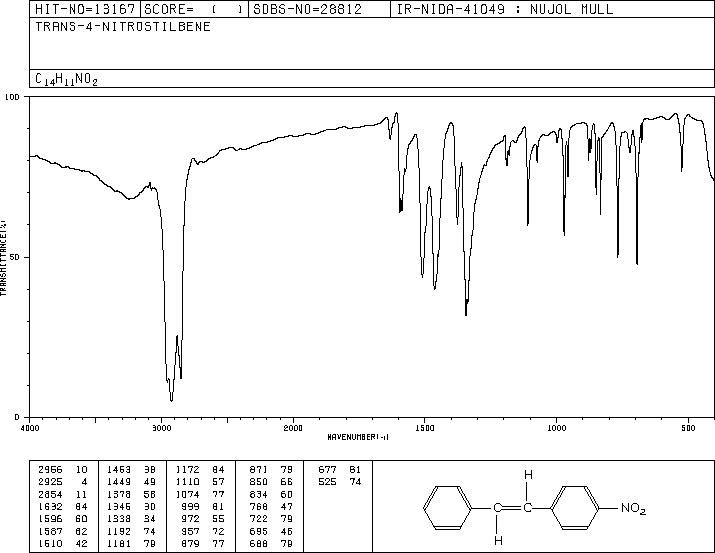 HIT-NO=13167 SCORE= ( ) SDBS-NO=28812 IR-NIDA-41049 : NUJOL MULL
TRANS-4-NITROSTILBENE
C14H11NO2
100
50
0
TRANSMITTANCE(%)
4000 3000 2000 1500 1000 500
WAVENUMBER(-1)
2956 10 1463 38 1172 84 871 79 677 81
2925 4 1449 49 1110 57 850 66 525 74
2854 11 1378 58 1074 77 834 60
1632 84 1346 30 999 81 768 47
1596 60 1338 34 972 55 722 79
1587 62 1192 74 957 72 695 46
1510 42 1181 79 879 77 688 79
H
C C NO2
H